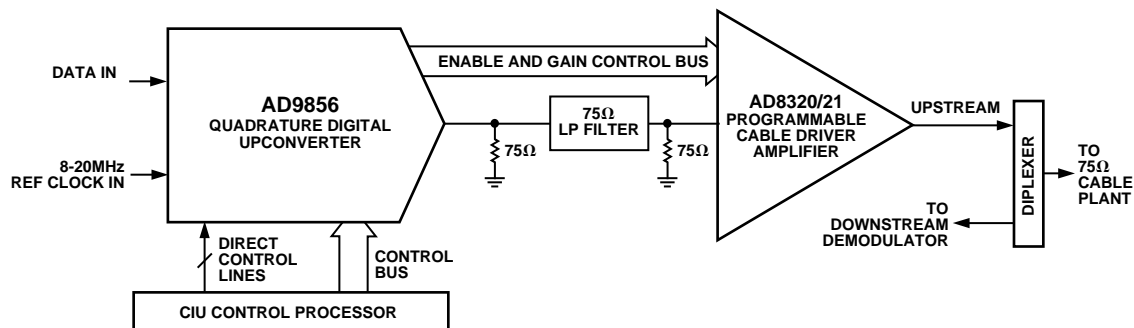 DATA IN
8-20MHz
REF CLOCK IN
AD9856
QUADRATURE DIGITAL
UPCONVERTER
ENABLE AND GAIN CONTROL BUS
75Ω
75Ω
LP FILTER
75Ω
AD8320/21
PROGRAMMABLE
CABLE DRIVER
AMPLIFIER
UPSTREAM
DIPLEXER
TO
75Ω
CABLE
PLANT
TO
DOWNSTREAM
DEMODULATOR
DIRECT
CONTROL
LINES
CONTROL
BUS
CIU CONTROL PROCESSOR